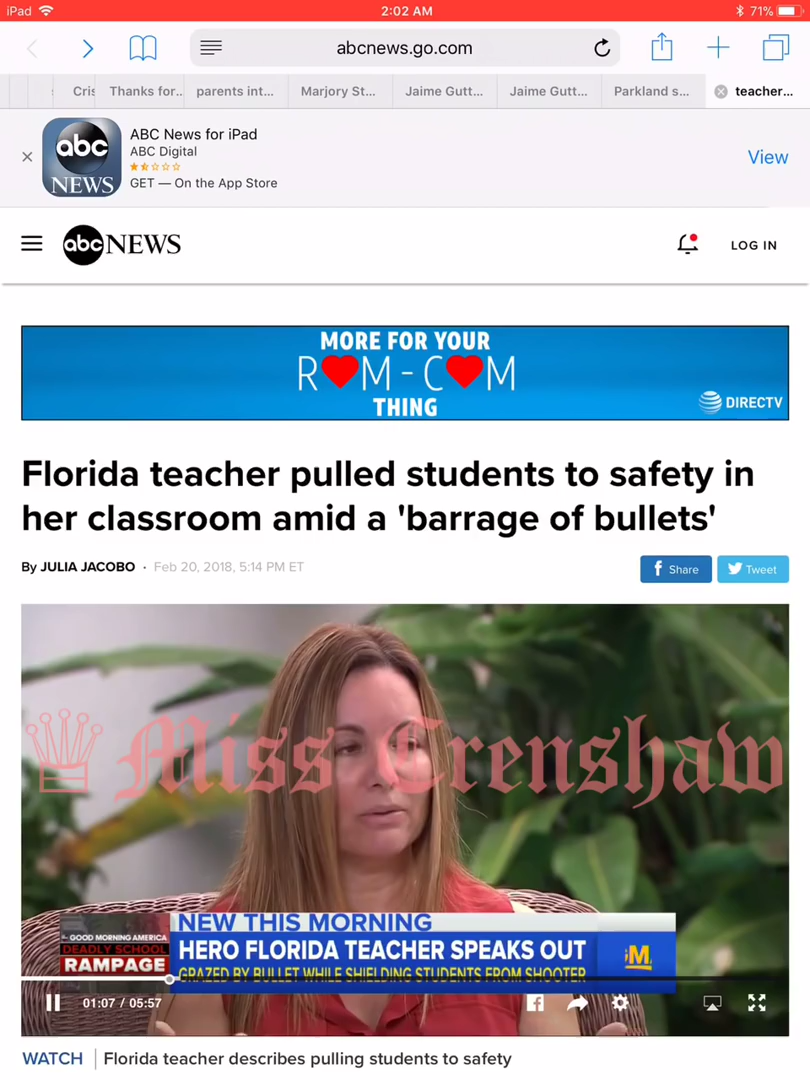 iPad 2:02 AM 71%
abcnews.go.com
Cris Thanks for... parents int... Marjory St... Jaime Gutt... Jaime Gutt... Parkland s... teacher...
ABC News for iPad
ABC Digital
GET — On the App Store
View
abc NEWS
abc NEWS LOG IN
MORE FOR YOUR
R♥M-C♥M
THING
DIRECTV
Florida teacher pulled students to safety in
her classroom amid a 'barrage of bullets'
By JULIA JACOBO · Feb 20, 2018, 5:14 PM ET
Share Tweet
Miss Crenshaw
NEW THIS MORNING
GOOD MORNING AMERICA
DEADLY SCHOOL
RAMPAGE
HERO FLORIDA TEACHER SPEAKS OUT
GRAZED BY BULLET WHILE SHIELDING STUDENTS FROM SHOOTER
01:07 / 05:57
WATCH Florida teacher describes pulling students to safety